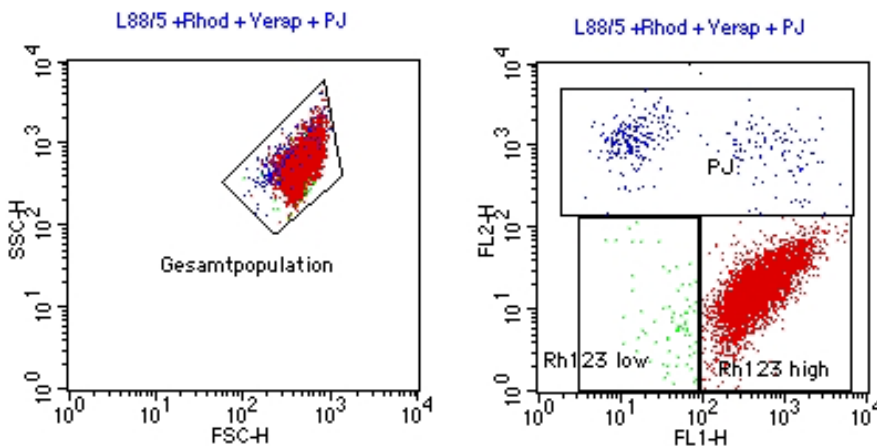 L88/5 +Rhod + Yerap + PJ
SSC-H
10^4
10^3
10^2
10^1
10^0
Gesamtpopulation
10^0 10^1 10^2 10^3 10^4
FSC-H
L88/5 +Rhod + Yerap + PJ
FL2-H
10^4
10^3
10^2
10^1
10^0
PJ
Rh123 low
Rh123 high
10^0 10^1 10^2 10^3 10^4
FL1-H